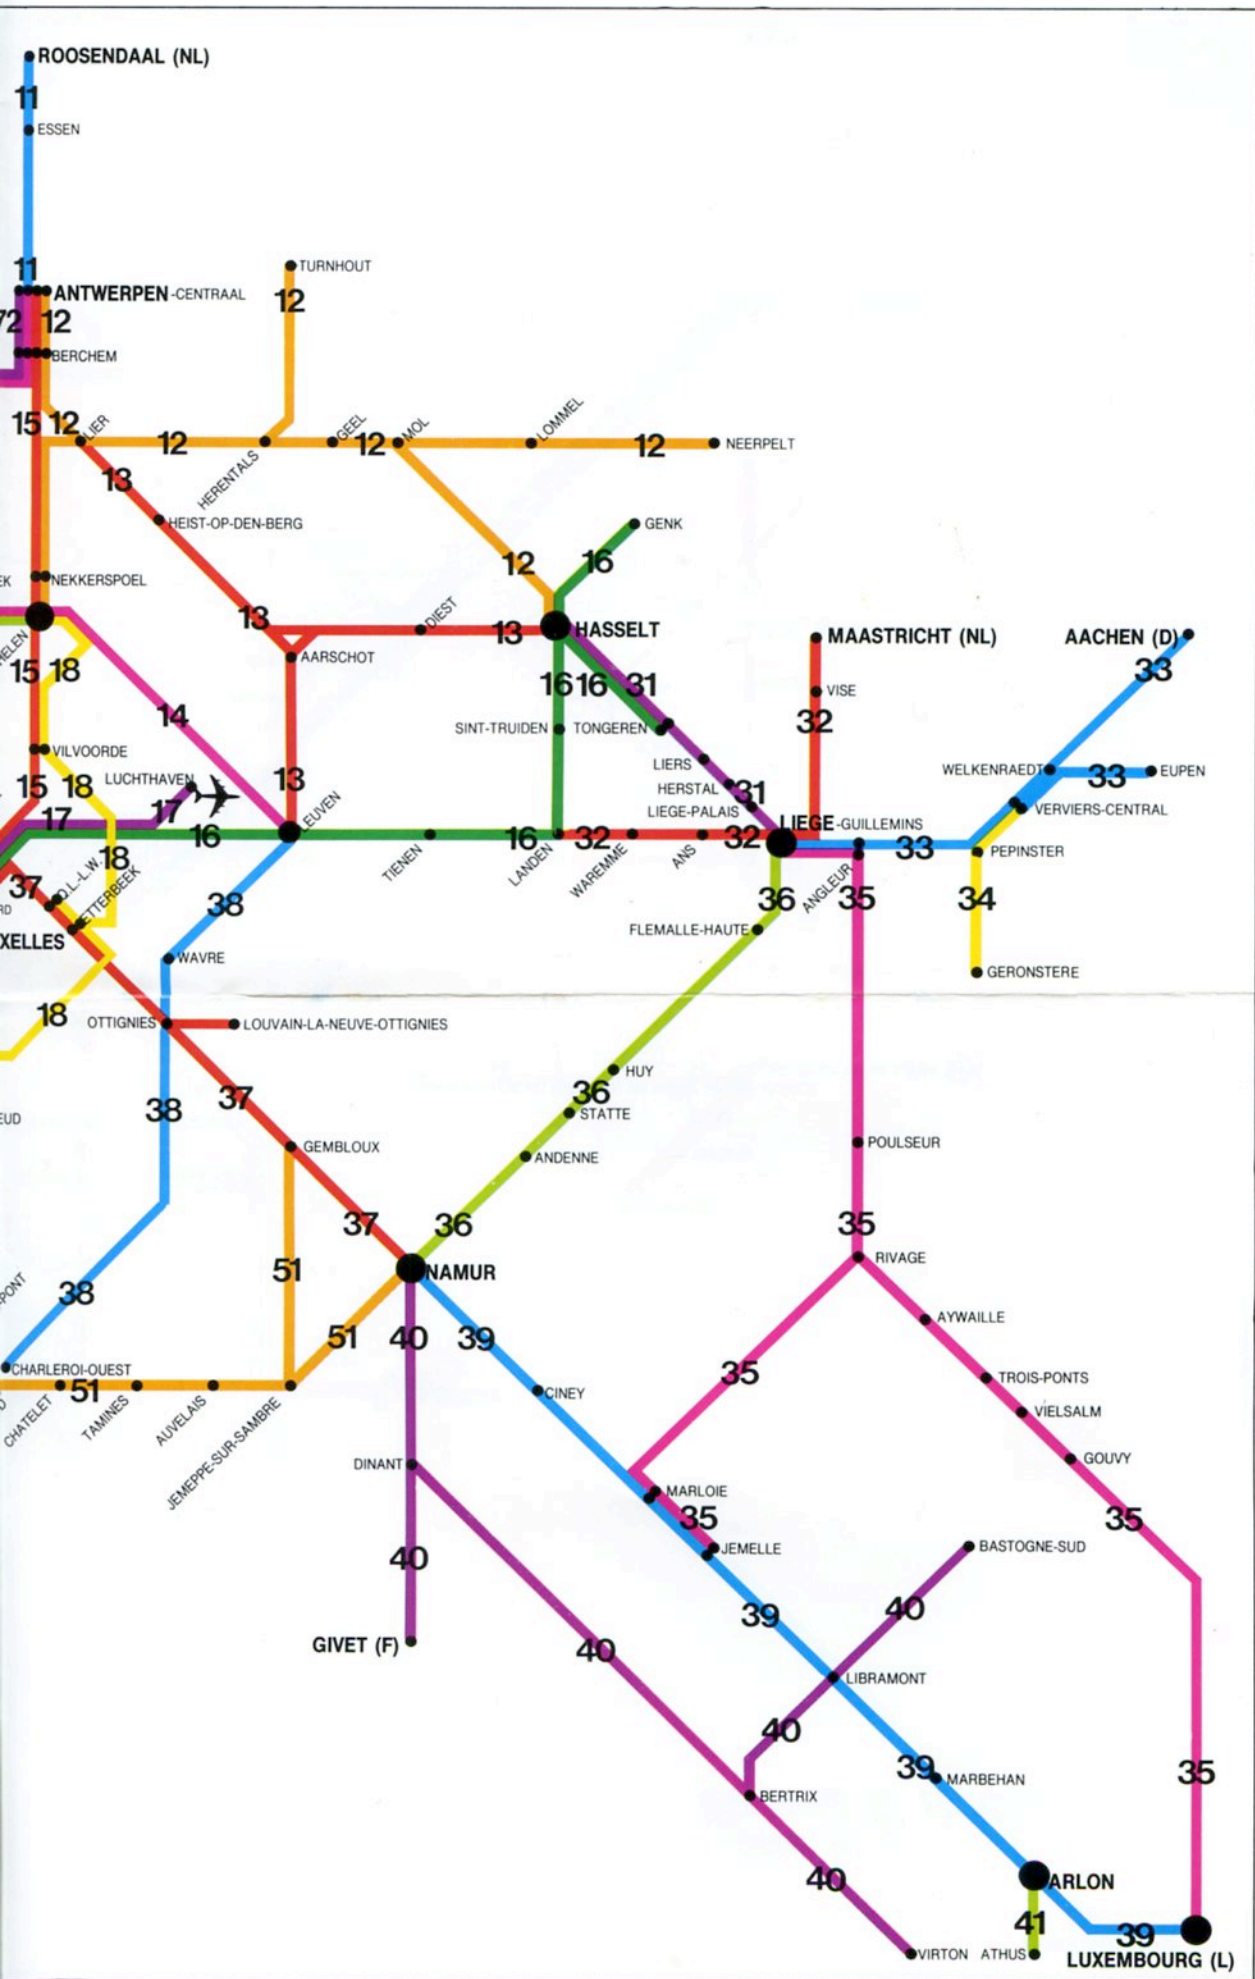 ROOSENDAAL (NL)
11
ESSEN
11
TURNHOUT
ANTWERPEN-CENTRAAL
12
72
12
BERCHEM
15
12
LIER
12
GEEL
12
MOL
LOMMEL
12
NEERPELT
HERENTALS
13
HEIST-OP-DEN-BERG
GENK
12
16
NEKKERSPOEL
13
DIEST
13
HASSELT
MAASTRICHT (NL)
AACHEN (D)
AARSCHOT
15
18
33
16
16
31
VISE
14
32
SINT-TRUIDEN
TONGEREN
VILVOORDE
LIERS
WELKENRAEDT
33
EUPEN
LUCHTHAVEN
13
15
18
HERSTAL
31
17
17
LEUVEN
LIEGE-PALAIS
VERVIERS-CENTRAL
LIEGE-GUILLEMINS
16
16
32
32
33
TIENEN
LANDEN
WAREMME
ANS
ANGLEUR
PEPINSTER
18
37
Q.L.-L.W.
ETTERBEEK
38
36
35
34
XELLES
FLEMALLE-HAUTE
WAVRE
GERONSTERE
18
OTTIGNIES
LOUVAIN-LA-NEUVE-OTTIGNIES
HUY
37
36
38
STATTE
POULSEUR
GEMBLOUX
ANDENNE
37
36
35
RIVAGE
51
NAMUR
38
AYWAILLE
51
40
39
CHARLEROI-OUEST
35
TROIS-PONTS
51
CINEY
CHATELET
TAMINES
AUVELAIS
JEMEPPE-SUR-SAMBRE
VIELSALM
DINANT
GOUVY
MARLOIE
35
35
JEMELLE
BASTOGNE-SUD
40
39
40
GIVET (F)
40
LIBRAMONT
40
39
35
MARBEHAN
BERTRIX
40
ARLON
41
39
VIRTON
ATHUS
LUXEMBOURG (L)